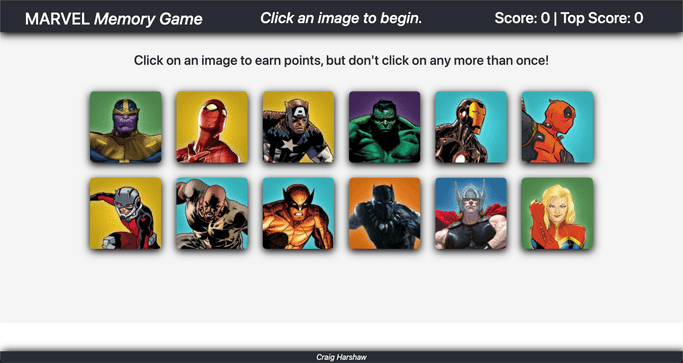 MARVEL Memory Game
Click an image to begin.
Score: 0 | Top Score: 0
Click on an image to earn points, but don't click on any more than once!
Craig Harshaw